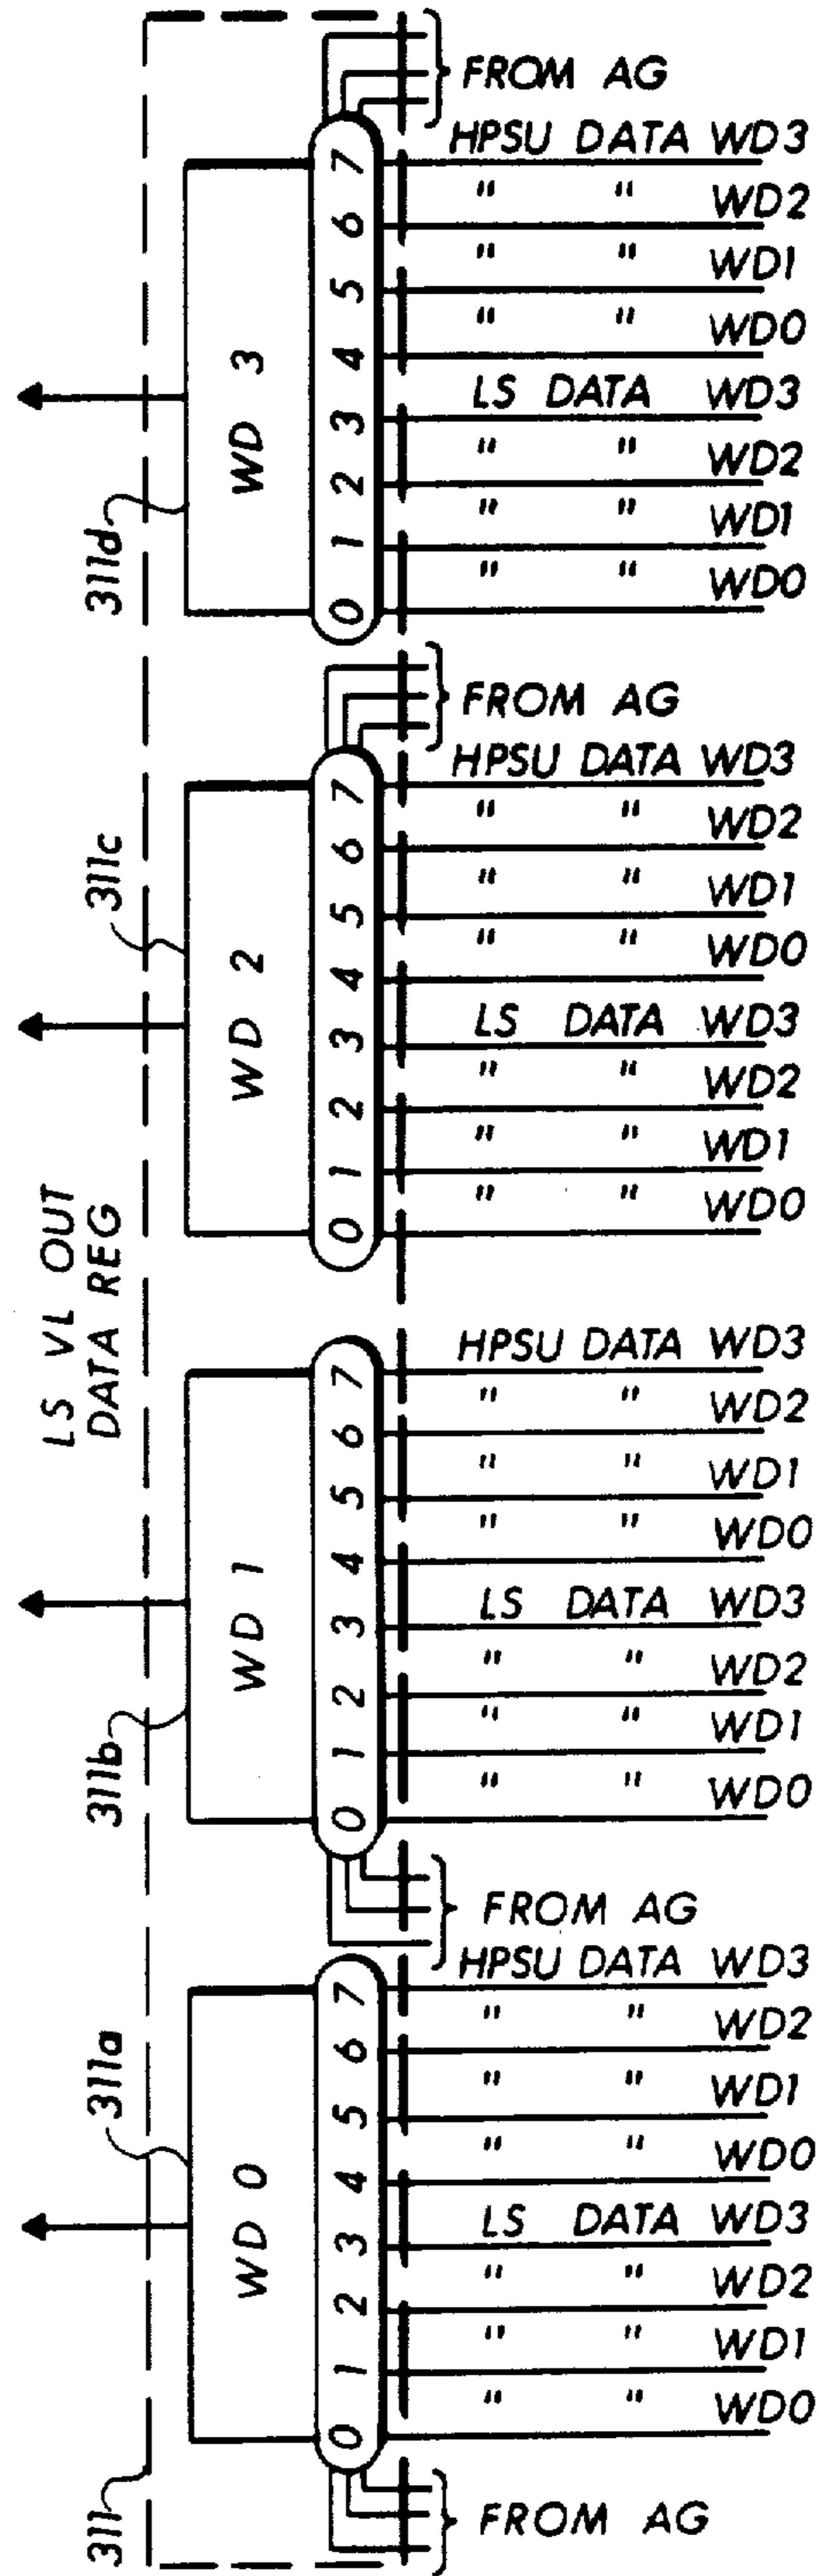 FROM AG
311d
WD 3
7 6 5 4 3 2 1 0
HPSU DATA WD3
" " WD2
" " WD1
" " WD0
LS DATA WD3
" " WD2
" " WD1
" " WD0
FROM AG
311c
WD 2
7 6 5 4 3 2 1 0
HPSU DATA WD3
" " WD2
" " WD1
" " WD0
LS DATA WD3
" " WD2
" " WD1
" " WD0
LS VL OUT
DATA REG
311b
WD 1
7 6 5 4 3 2 1 0
HPSU DATA WD3
" " WD2
" " WD1
" " WD0
LS DATA WD3
" " WD2
" " WD1
" " WD0
FROM AG
311a
WD 0
7 6 5 4 3 2 1 0
HPSU DATA WD3
" " WD2
" " WD1
" " WD0
LS DATA WD3
" " WD2
" " WD1
" " WD0
311
FROM AG